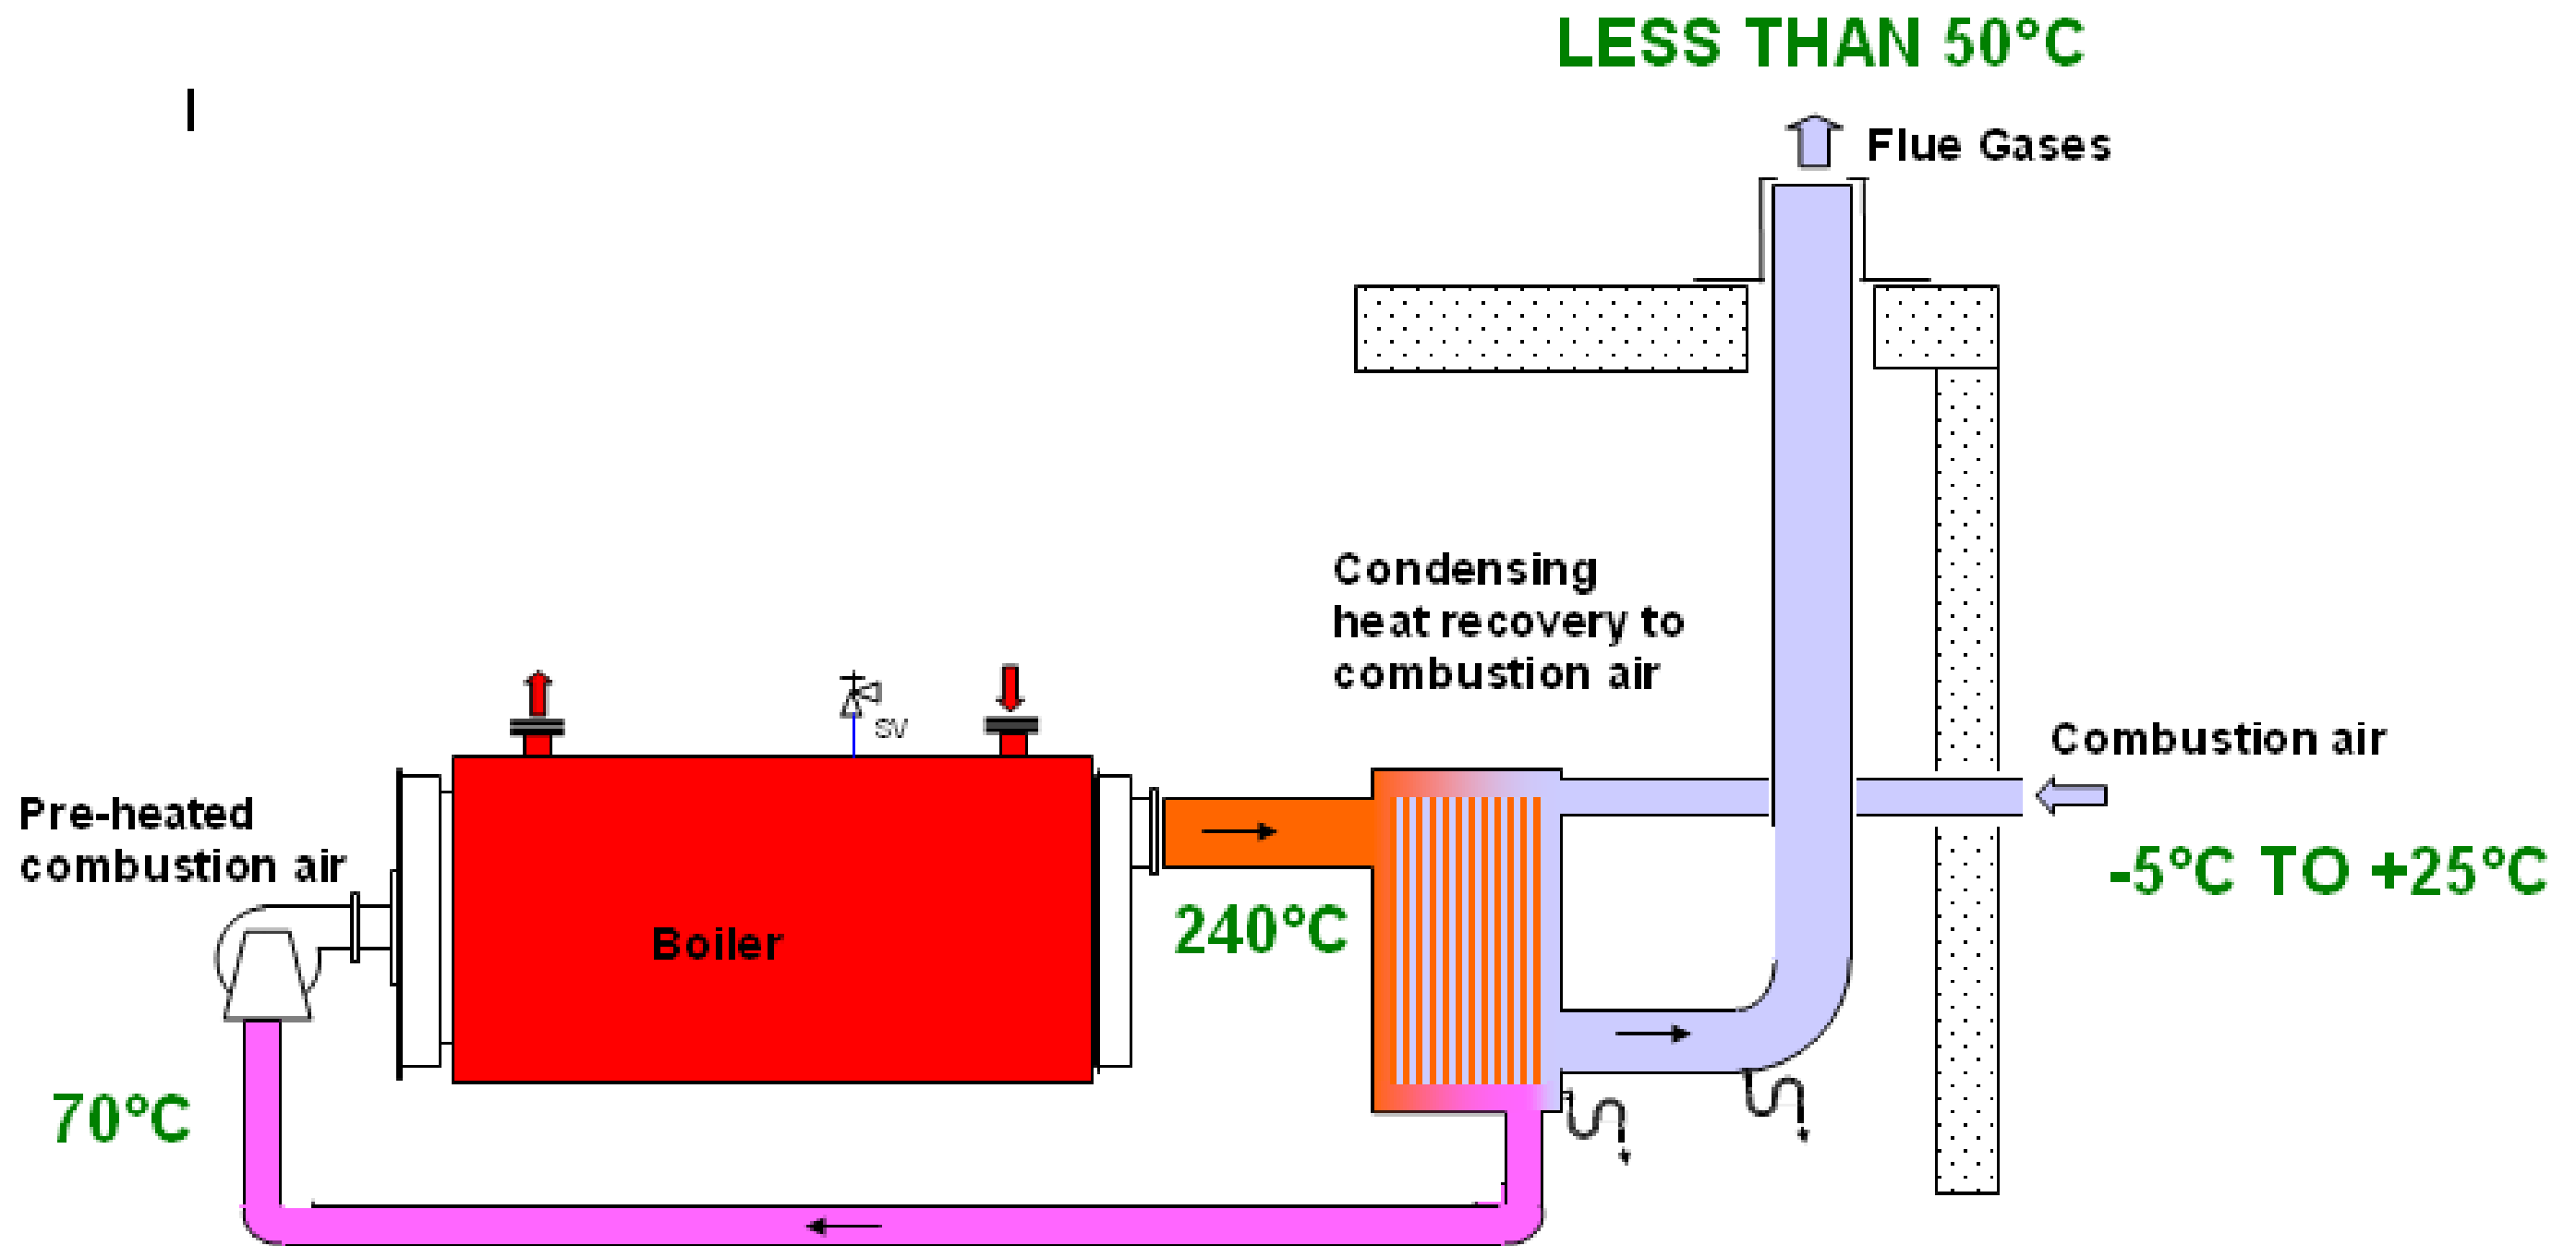 LESS THAN 50°C
Flue Gases
Condensing
heat recovery to
combustion air
SV
Combustion air
-5°C TO +25°C
Pre-heated
combustion air
Boiler
240°C
70°C